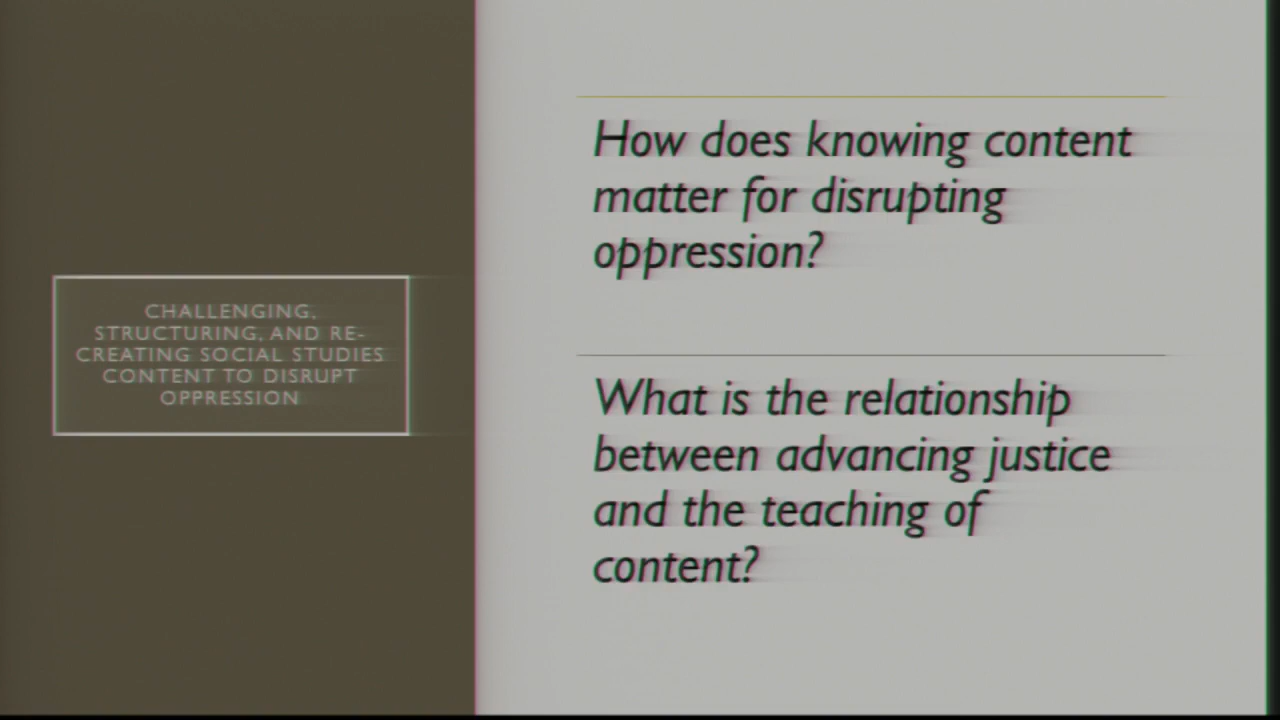 CHALLENGING,
STRUCTURING, AND RE-
CREATING SOCIAL STUDIES
CONTENT TO DISRUPT
OPPRESSION
How does knowing content
matter for disrupting
oppression?
What is the relationship
between advancing justice
and the teaching of
content?